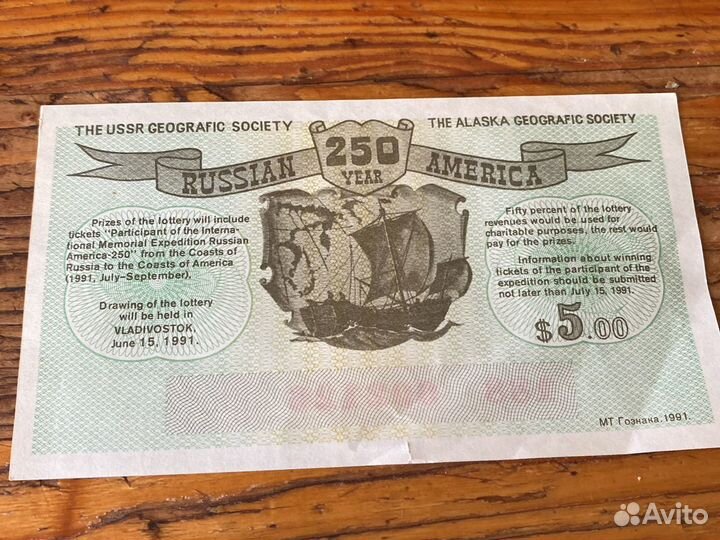 THE USSR GEOGRAFIC SOCIETY
THE ALASKA GEOGRAFIC SOCIETY
250
YEAR
RUSSIAN
AMERICA
Prizes of the lottery will include
tickets "Participant of the Interna-
tional Memorial Expedition Russian
America-250" from the Coasts of
Russia to the Coasts of America
(1991, July–September).
Drawing of the lottery
will be held in
VLADIVOSTOK,
June 15, 1991.
Fifty percent of the lottery
revenues would be used for
charitable purposes, the rest would
pay for the prizes.
Information about winning
tickets of the participant of the
expedition should be submitted
not later than July 15, 1991.
$5.00
МТ Гознака. 1991.
Avito